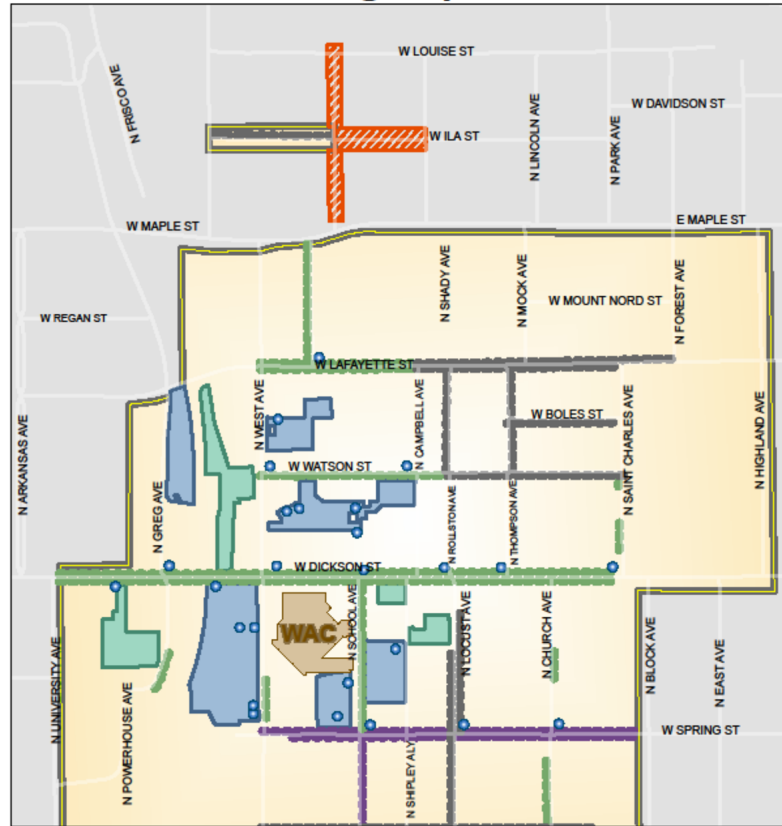 W LOUISE ST
N FRISCO AVE
W DAVIDSON ST
W ILA ST
N LINCOLN AVE
N PARK AVE
W MAPLE ST
E MAPLE ST
N SHADY AVE
N MOCK AVE
N FOREST AVE
W MOUNT NORD ST
W REGAN ST
W LAFAYETTE ST
N WEST AVE
N CAMPBELL AVE
W BOLES ST
N SAINT CHARLES AVE
N HIGHLAND AVE
N ARKANSAS AVE
W WATSON ST
N GREG AVE
N ROLLSTON AVE
N THOMPSON AVE
W DICKSON ST
N SCHOOL AVE
WAC
N LOCUST AVE
N CHURCH AVE
N BLOCK AVE
N EAST AVE
N UNIVERSITY AVE
N POWERHOUSE AVE
W SPRING ST
N SHIPLEY ALY